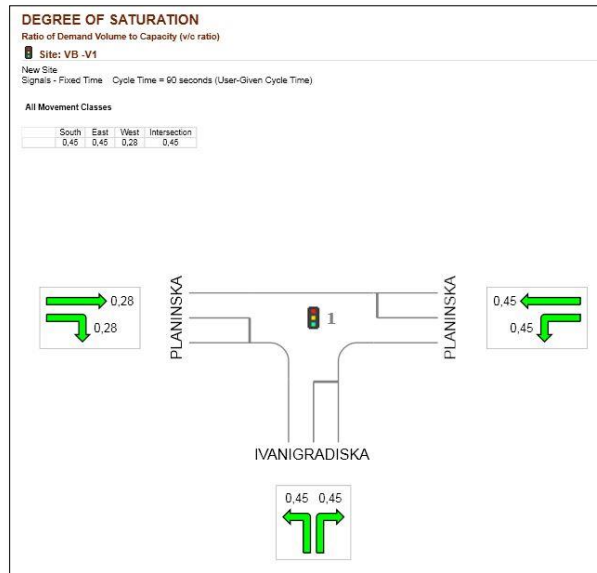 DEGREE OF SATURATION
Ratio of Demand Volume to Capacity (v/c ratio)
Site: VB -V1
New Site
Signals - Fixed Time Cycle Time = 90 seconds (User-Given Cycle Time)
All Movement Classes
South East West Intersection
0,45 0,45 0,28 0,45
PLANINSKA
PLANINSKA
0,28
0,28
1
0,45
0,45
IVANIGRADISKA
0,45 0,45